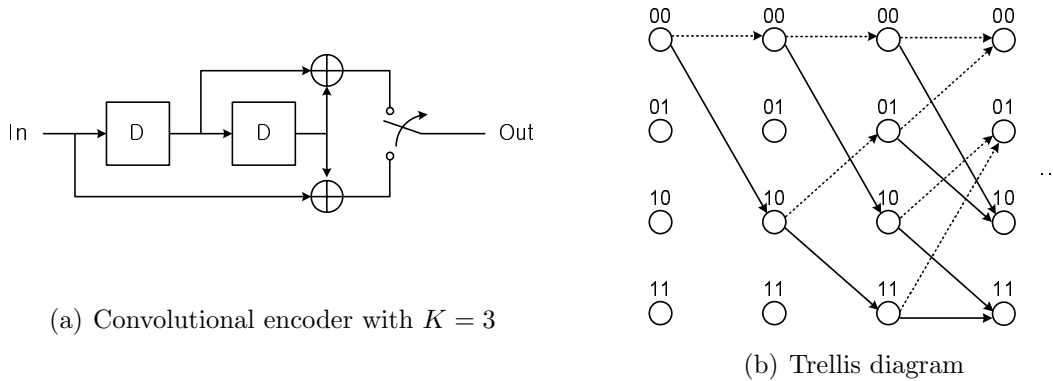 In D D Out
(a) Convolutional encoder with K = 3
00 00 00 00
01 01 01 01
10 10 10 10
11 11 11 11
..
(b) Trellis diagram